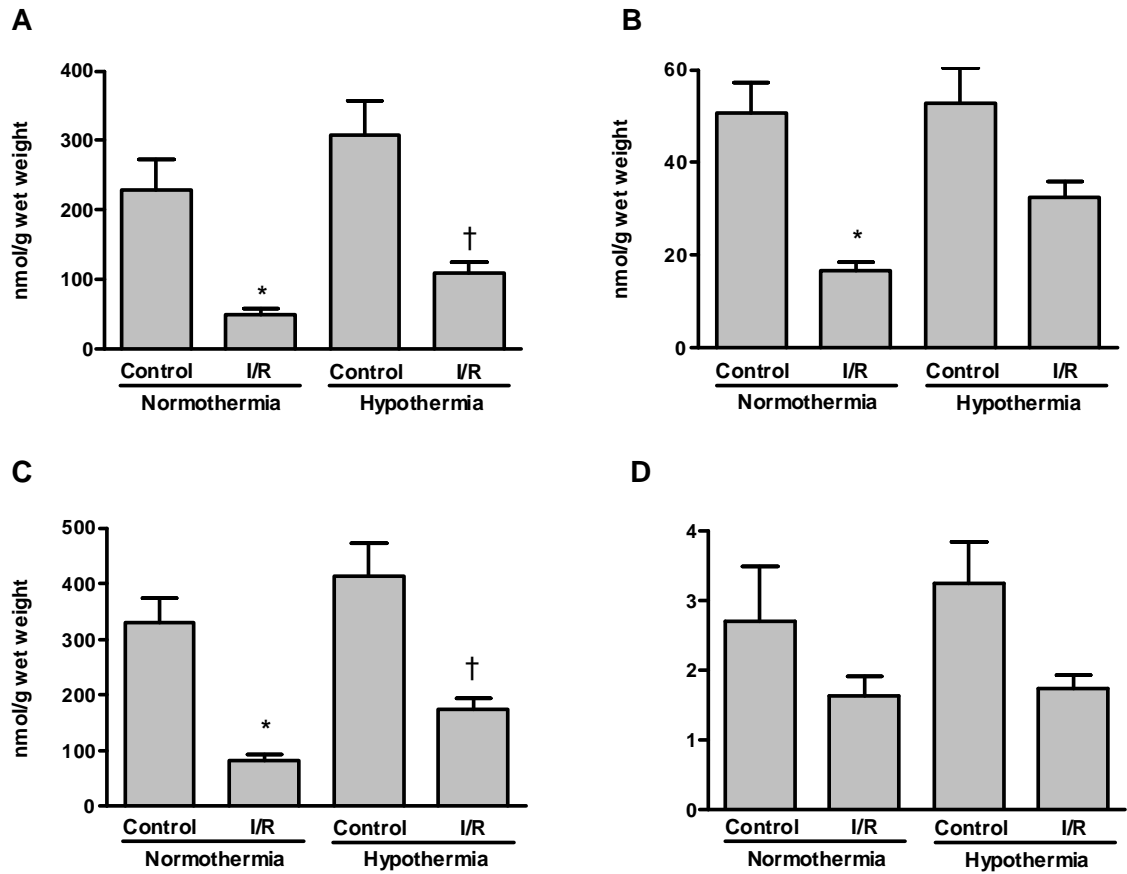 A
nmol/g wet weight
400
300
200
100
0
*
†
Control I/R Control I/R
Normothermia Hypothermia
B
nmol/g wet weight
60
40
20
0
*
Control I/R Control I/R
Normothermia Hypothermia
C
nmol/g wet weight
500
400
300
200
100
0
*
†
Control I/R Control I/R
Normothermia Hypothermia
D
4
3
2
1
0
Control I/R Control I/R
Normothermia Hypothermia